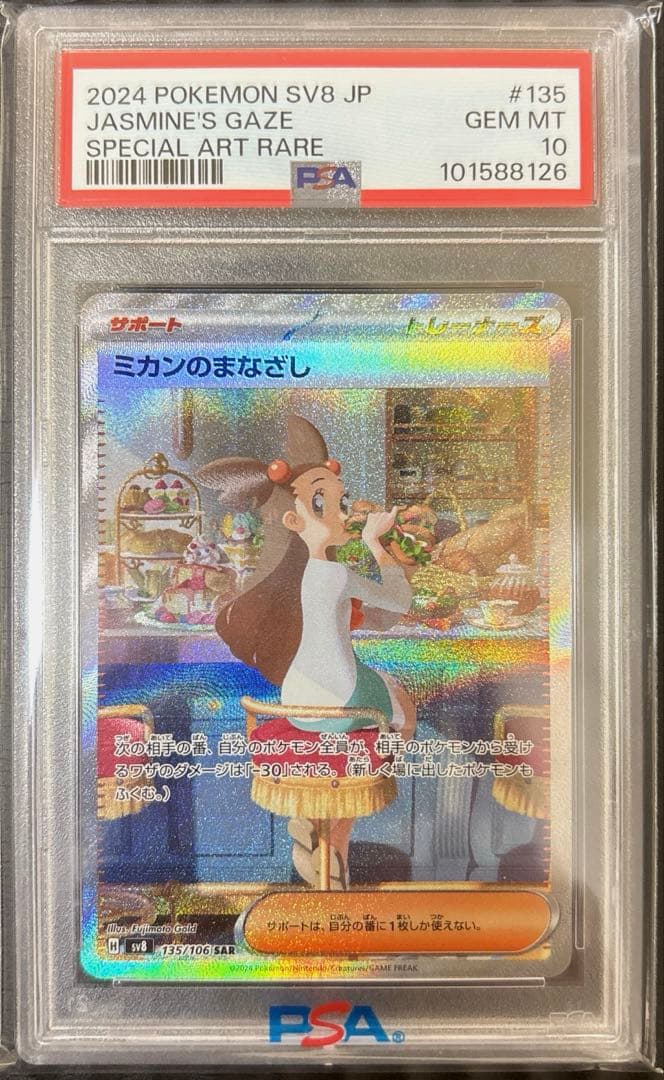 2024 POKEMON SV8 JP #135
JASMINE'S GAZE GEM MT
SPECIAL ART RARE 10
PSA 101588126
サポート トレーナーズ
ミカンのまなざし
次の相手の番、自分のポケモン全員が、相手のポケモンから受け
るワザのダメージは「-30」される。(新しく場に出したポケモンも
ふくむ。)
Illus. Fujimoto Gold
サポートは、自分の番に1枚しか使えない。
H sv8 135/106 SAR
©2024 Pokémon/Nintendo/Creatures/GAME FREAK
PSA®